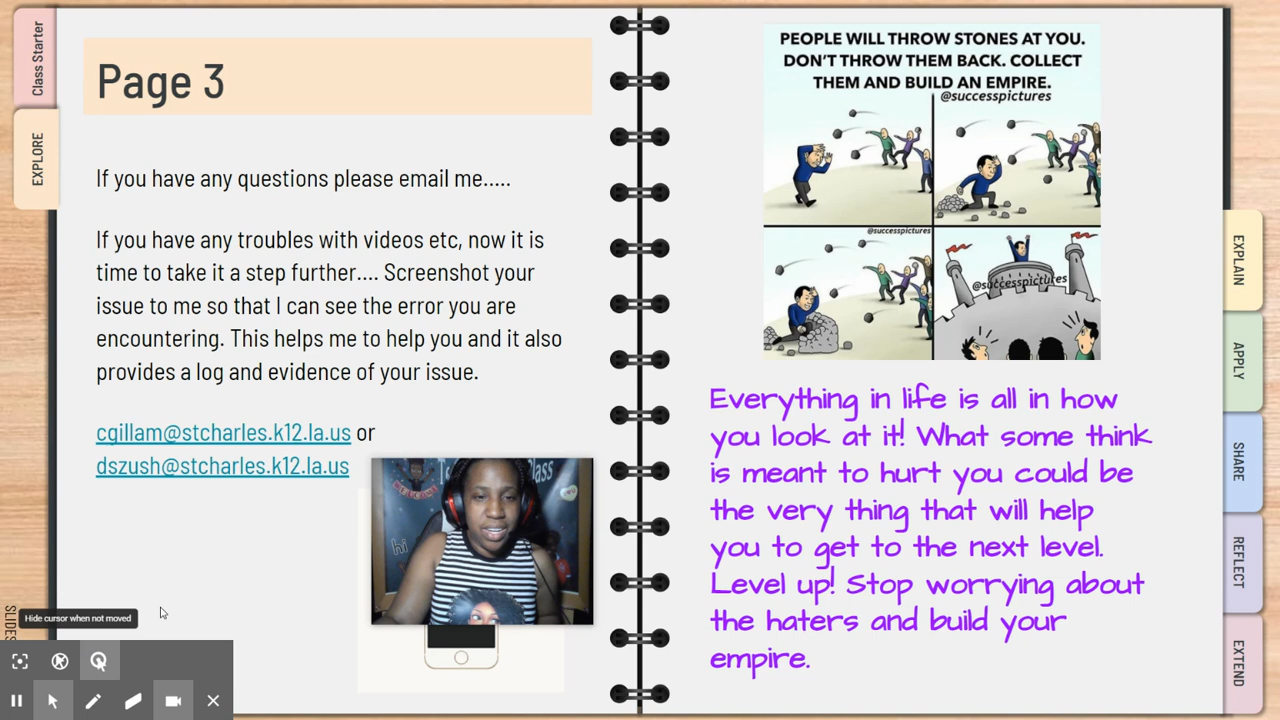 Class Starter
EXPLORE
Page 3
If you have any questions please email me.....
If you have any troubles with videos etc, now it is
time to take it a step further.... Screenshot your
issue to me so that I can see the error you are
encountering. This helps me to help you and it also
provides a log and evidence of your issue.
cgillam@stcharles.k12.la.us or
dszush@stcharles.k12.la.us
hi
SLIDES
Hide cursor when not moved
PEOPLE WILL THROW STONES AT YOU.
DON'T THROW THEM BACK. COLLECT
THEM AND BUILD AN EMPIRE.
@successpictures
@successpictures
@successpictures
Everything in life is all in how
you look at it! What some think
is meant to hurt you could be
the very thing that will help
you to get to the next level.
Level up! Stop worrying about
the haters and build your
empire.
EXPLAIN
APPLY
SHARE
REFLECT
EXTEND